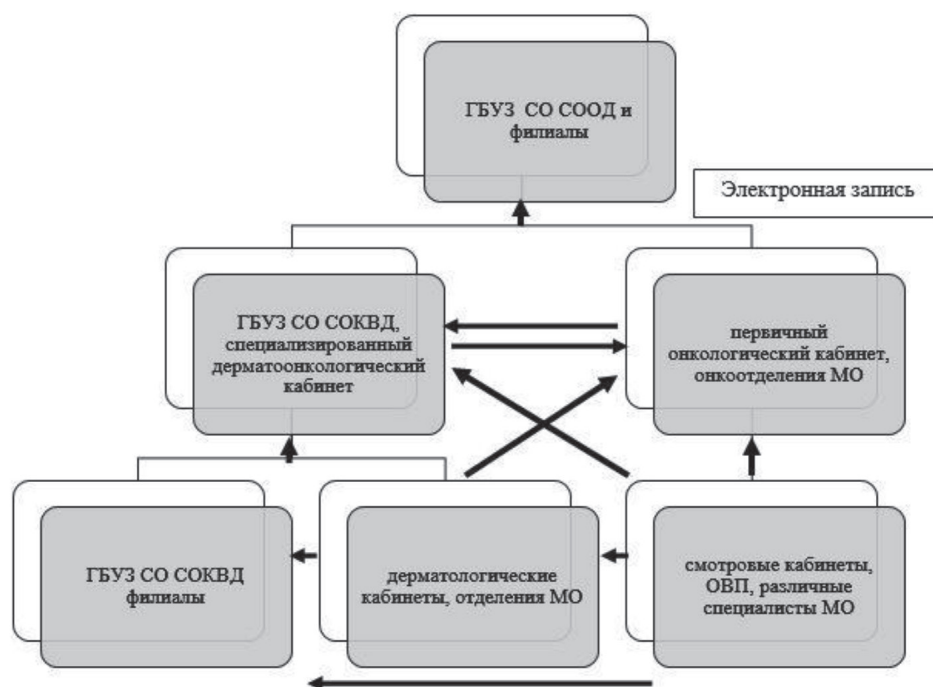 ГБУЗ СО СООД и
филиалы
Электронная запись
ГБУЗ СО СОКВД,
специализированный
дерматоонкологический
кабинет
первичный
онкологический кабинет,
онкоотделения МО
ГБУЗ СО СОКВД
филиалы
дерматологические
кабинеты, отделения МО
смотровые кабинеты,
ОВП, различные
специалисты МО